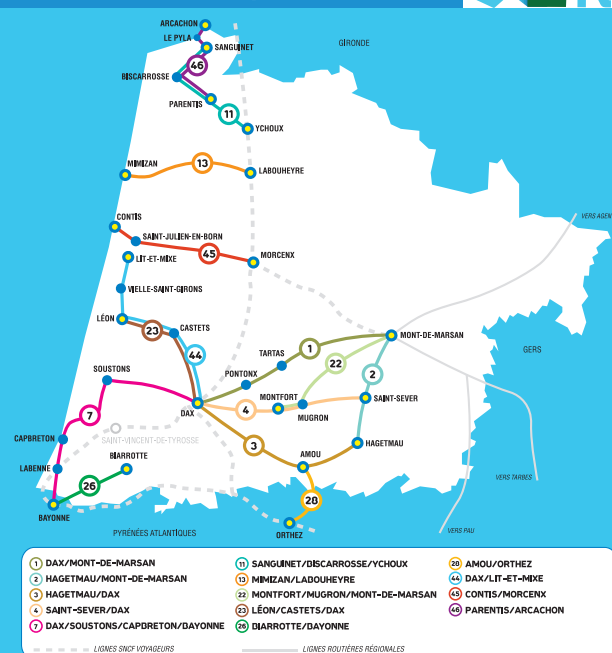 ARCACHON
LE PYLA
GIRONDE
SANGUINET
46
BISCARROSSE
PARENTIS
11
YCHOUX
MIMIZAN
13
LABOUHEYRE
CONTIS
VERS AGEN
SAINT-JULIEN-EN-BORN
45
MORCENX
LIT-ET-MIXE
VIELLE-SAINT-GIRONS
LÉON
23
CASTETS
MONT-DE-MARSAN
44
TARTAS
1
22
GERS
SOUSTONS
PONTONX
2
MONTFORT
SAINT-SEVER
DAX
4
MUGRON
7
CAPBRETON
SAINT-VINCENT-DE-TYROSSE
3
HAGETMAU
BIARROTTE
AMOU
LABENNE
26
VERS TARBES
28
BAYONNE
PYRÉNÉES ATLANTIQUES
ORTHEZ
VERS PAU
1 DAX/MONT-DE-MARSAN
2 HAGETMAU/MONT-DE-MARSAN
3 HAGETMAU/DAX
4 SAINT-SEVER/DAX
7 DAX/SOUSTONS/CAPBRETON/BAYONNE
11 SANGUINET/BISCARROSSE/YCHOUX
13 MIMIZAN/LABOUHEYRE
22 MONTFORT/MUGRON/MONT-DE-MARSAN
23 LÉON/CASTETS/DAX
26 BIARROTTE/BAYONNE
28 AMOU/ORTHEZ
44 DAX/LIT-ET-MIXE
45 CONTIS/MORCENX
46 PARENTIS/ARCACHON
LIGNES SNCF VOYAGEURS
LIGNES ROUTIÈRES RÉGIONALES